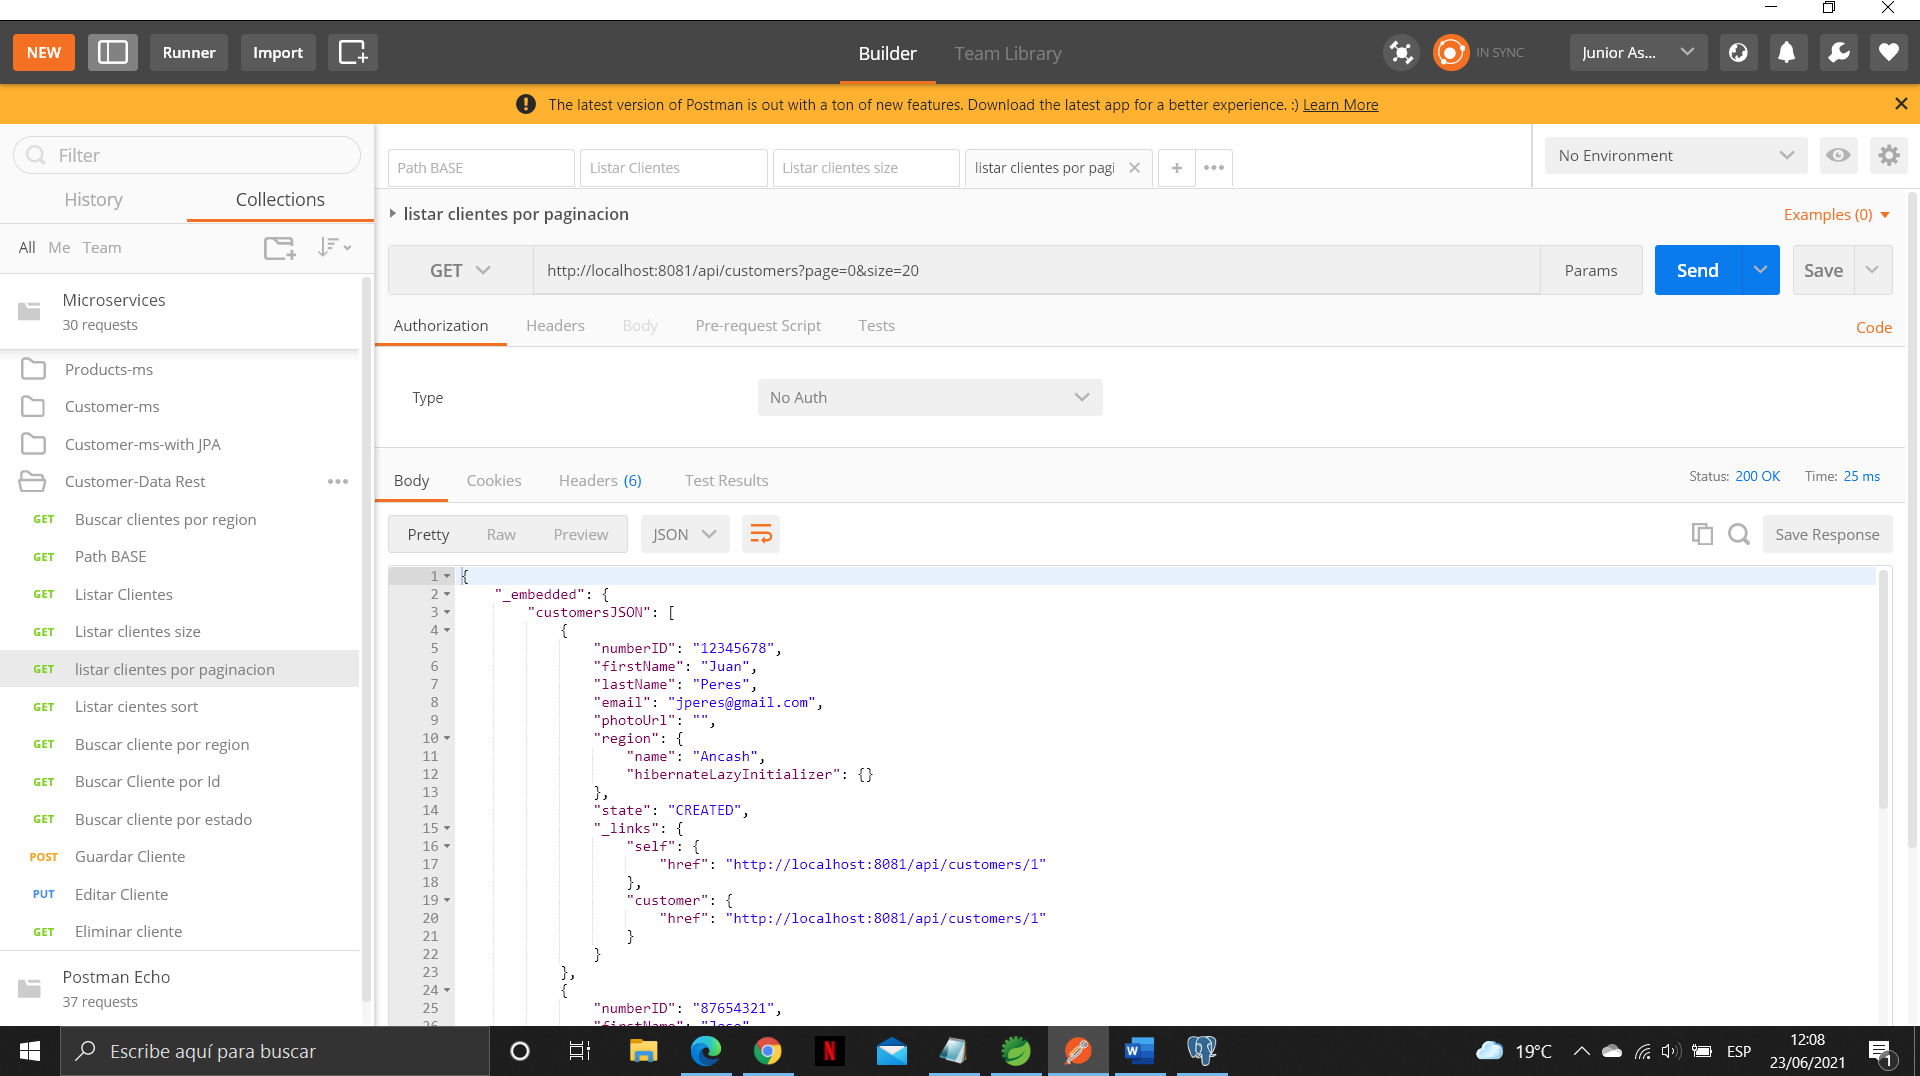 NEW
Runner
Import
Builder
Team Library
IN SYNC
Junior As...
The latest version of Postman is out with a ton of new features. Download the latest app for a better experience. :) Learn More
Filter
History
Collections
All Me Team
Microservices
30 requests
Products-ms
Customer-ms
Customer-ms-with JPA
Customer-Data Rest
GET Buscar clientes por region
GET Path BASE
GET Listar Clientes
GET Listar clientes size
GET listar clientes por paginacion
GET Listar cientes sort
GET Buscar cliente por region
GET Buscar Cliente por Id
GET Buscar cliente por estado
POST Guardar Cliente
PUT Editar Cliente
GET Eliminar cliente
Postman Echo
37 requests
Path BASE
Listar Clientes
Listar clientes size
listar clientes por pagi
No Environment
listar clientes por paginacion
Examples (0)
GET
http://localhost:8081/api/customers?page=0&size=20
Params
Send
Save
Authorization
Headers
Body
Pre-request Script
Tests
Code
Type
No Auth
Body
Cookies
Headers (6)
Test Results
Status: 200 OK
Time: 25 ms
Pretty
Raw
Preview
JSON
Save Response
1 {
2 "_embedded": {
3 "customersJSON": [
4 {
5 "numberID": "12345678",
6 "firstName": "Juan",
7 "lastName": "Peres",
8 "email": "jperes@gmail.com",
9 "photoUrl": "",
10 "region": {
11 "name": "Ancash",
12 "hibernateLazyInitializer": {}
13 },
14 "state": "CREATED",
15 "_links": {
16 "self": {
17 "href": "http://localhost:8081/api/customers/1"
18 },
19 "customer": {
20 "href": "http://localhost:8081/api/customers/1"
21 }
22 }
23 },
24 {
25 "numberID": "87654321",
26 "firstName": "Jose"
Escribe aquí para buscar
19°C
ESP
12:08
23/06/2021
1